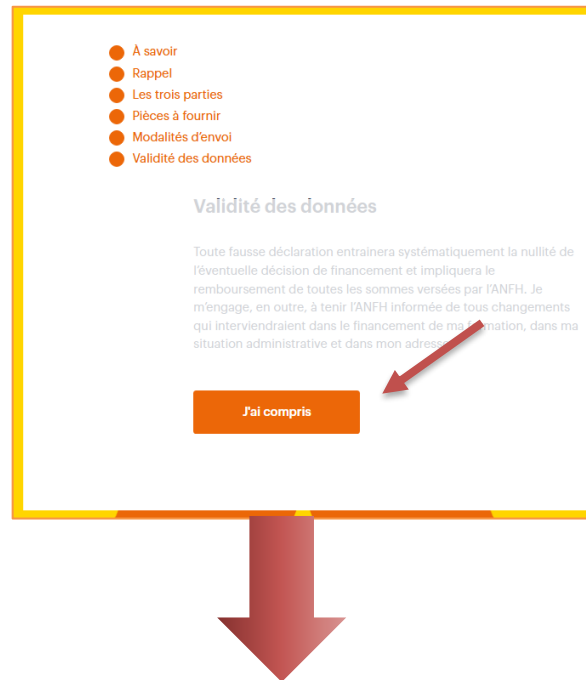 À savoir
Rappel
Les trois parties
Pièces à fournir
Modalités d'envoi
Validité des données
Validité des données
Toute fausse déclaration entrainera systématiquement la nullité de
l'éventuelle décision de financement et impliquera le
remboursement de toutes les sommes versées par l'ANFH. Je
m'engage, en outre, à tenir l'ANFH informée de tous changements
qui interviendraient dans le financement de ma formation, dans ma
situation administrative et dans mon adresse.
J'ai compris